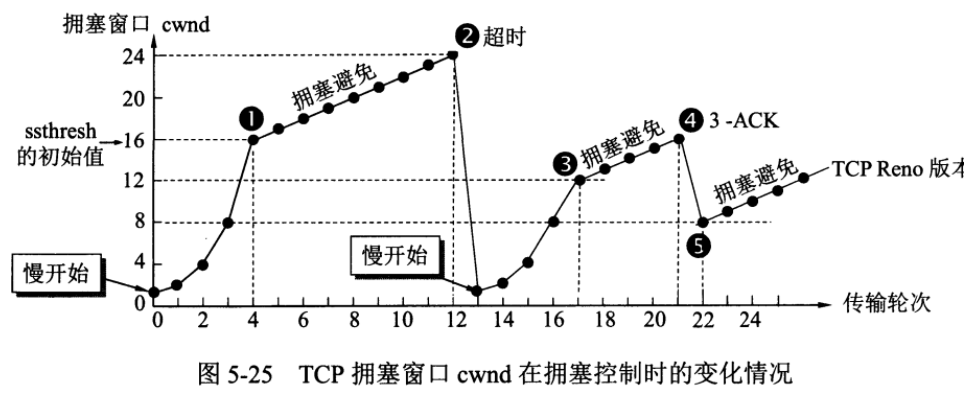 拥塞窗口 cwnd
❷超时
24
拥塞避免
20
❶
❹ 3 -ACK
ssthresh
的初始值
16
❸ 拥塞避免
12
拥塞避免
TCP Reno 版本
8
慢开始
慢开始
❺
4
0
0 2 4 6 8 10 12 14 16 18 20 22 24
传输轮次
图 5-25 TCP 拥塞窗口 cwnd 在拥塞控制时的变化情况